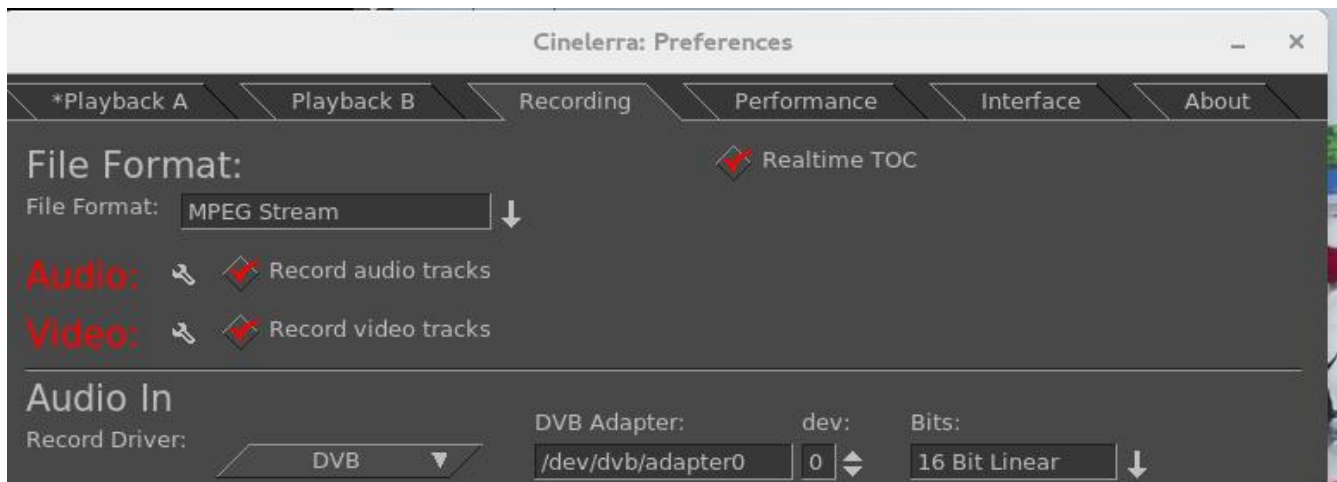 Cinelerra: Preferences
*Playback A Playback B Recording Performance Interface About
File Format: Realtime TOC
File Format: MPEG Stream
Audio: Record audio tracks
Video: Record video tracks
Audio In
DVB Adapter: dev: Bits:
Record Driver: DVB /dev/dvb/adapter0 0 16 Bit Linear